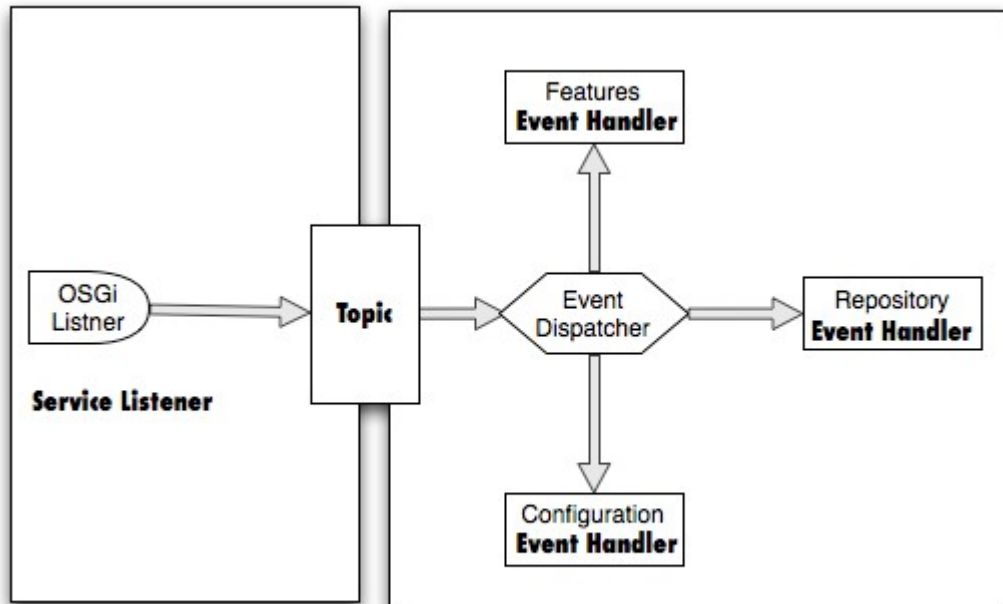 Features
Event Handler
OSGi
Listner
Topic
Event
Dispatcher
Repository
Event Handler
Service Listener
Configuration
Event Handler